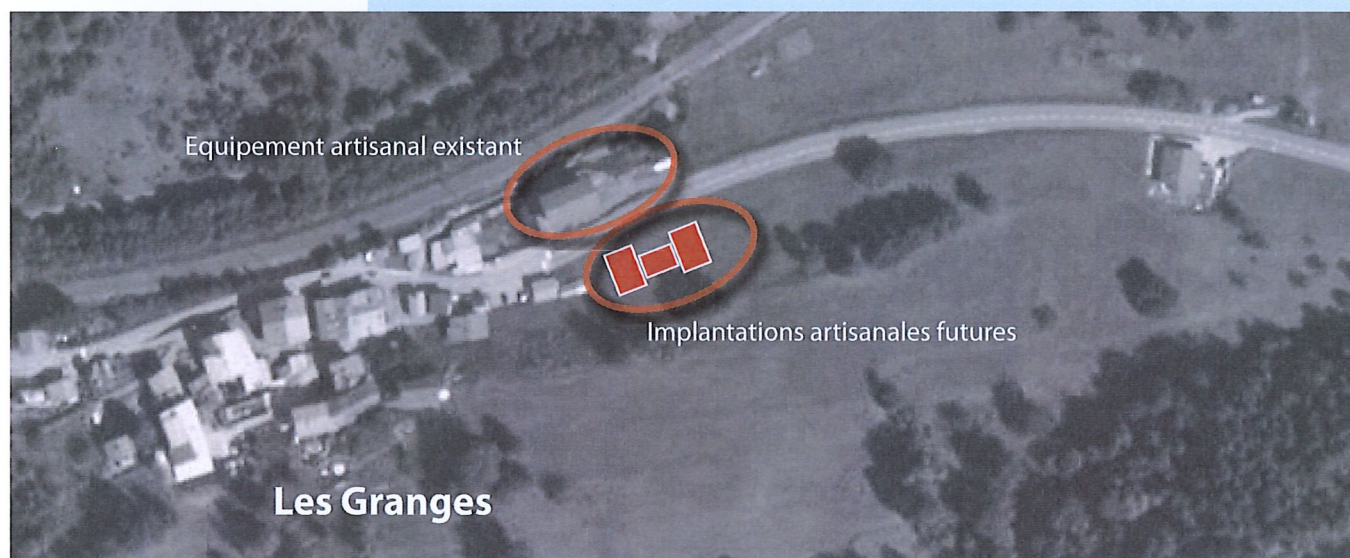 Equipement artisanal existant
Implantations artisanales futures
Les Granges